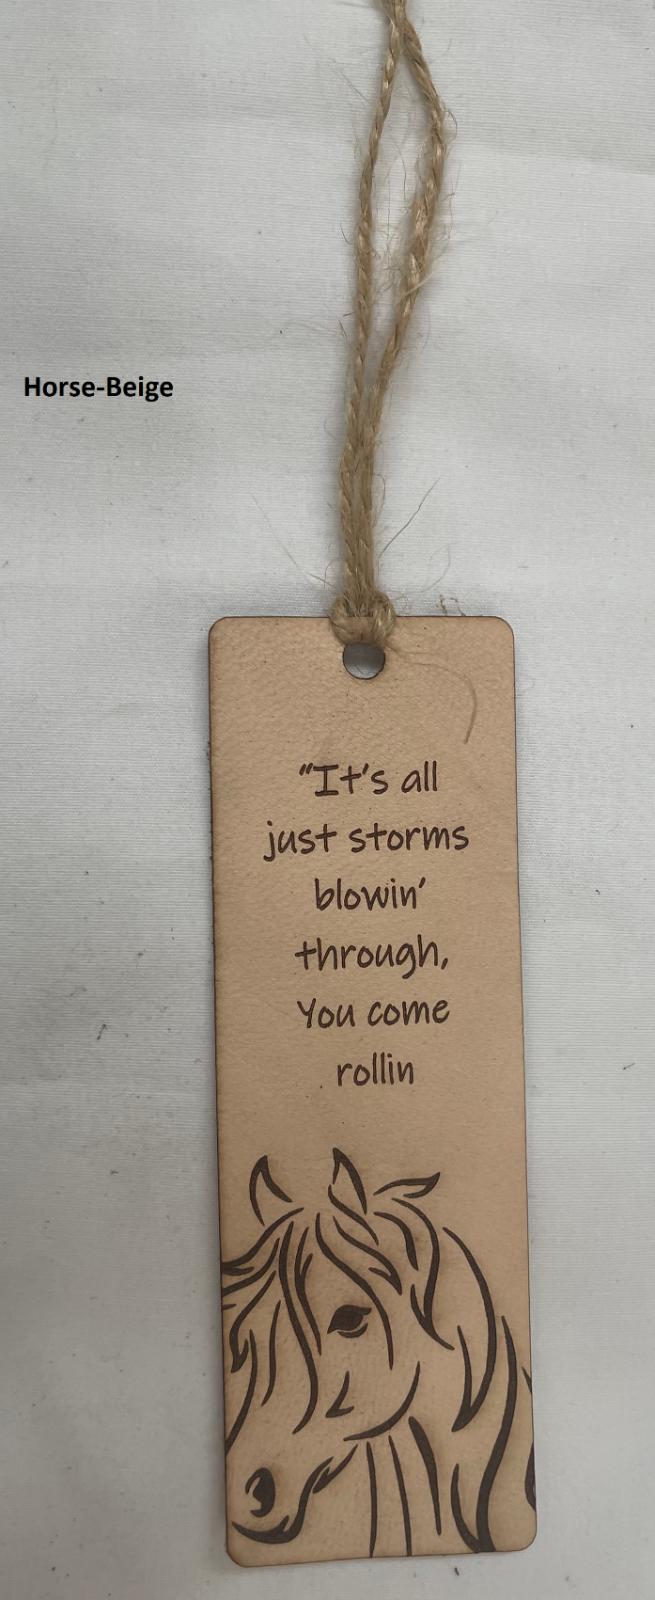 Horse-Beige
“It’s all
just storms
blowin’
through,
You come
rollin